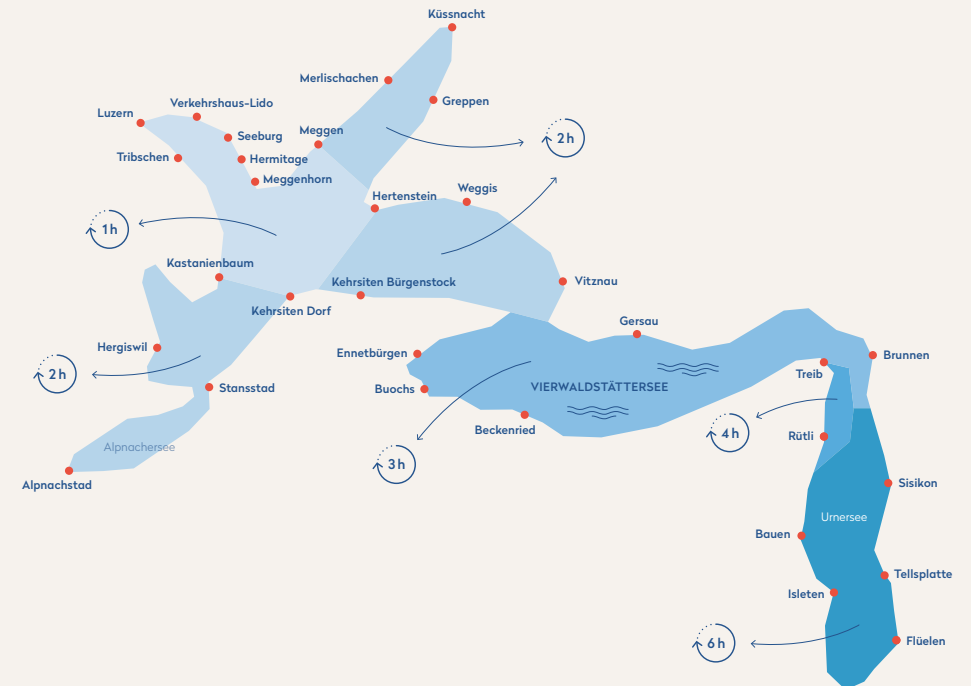 Küssnacht
Merlischachen
Greppen
Luzern
Verkehrshaus-Lido
Seeburg
Meggen
2 h
Tribschen
Hermitage
Meggenhorn
Hertenstein
Weggis
1 h
Kastanienbaum
Kehrsiten Bürgenstock
Vitznau
Kehrsiten Dorf
Gersau
Hergiswil
Ennetbürgen
Brunnen
Treib
2 h
Stansstad
Buochs
VIERWALDSTÄTTERSEE
Beckenried
4 h
Rütli
Alpnachersee
3 h
Alpnachstad
Sisikon
Urnersee
Bauen
Tellsplatte
Isleten
6 h
Flüelen